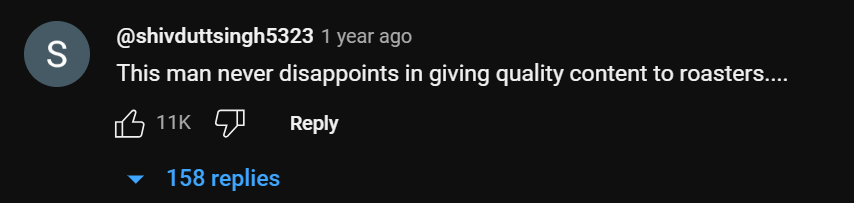 S
@shivduttsingh5323 1 year ago
This man never disappoints in giving quality content to roasters....
11K Reply
158 replies